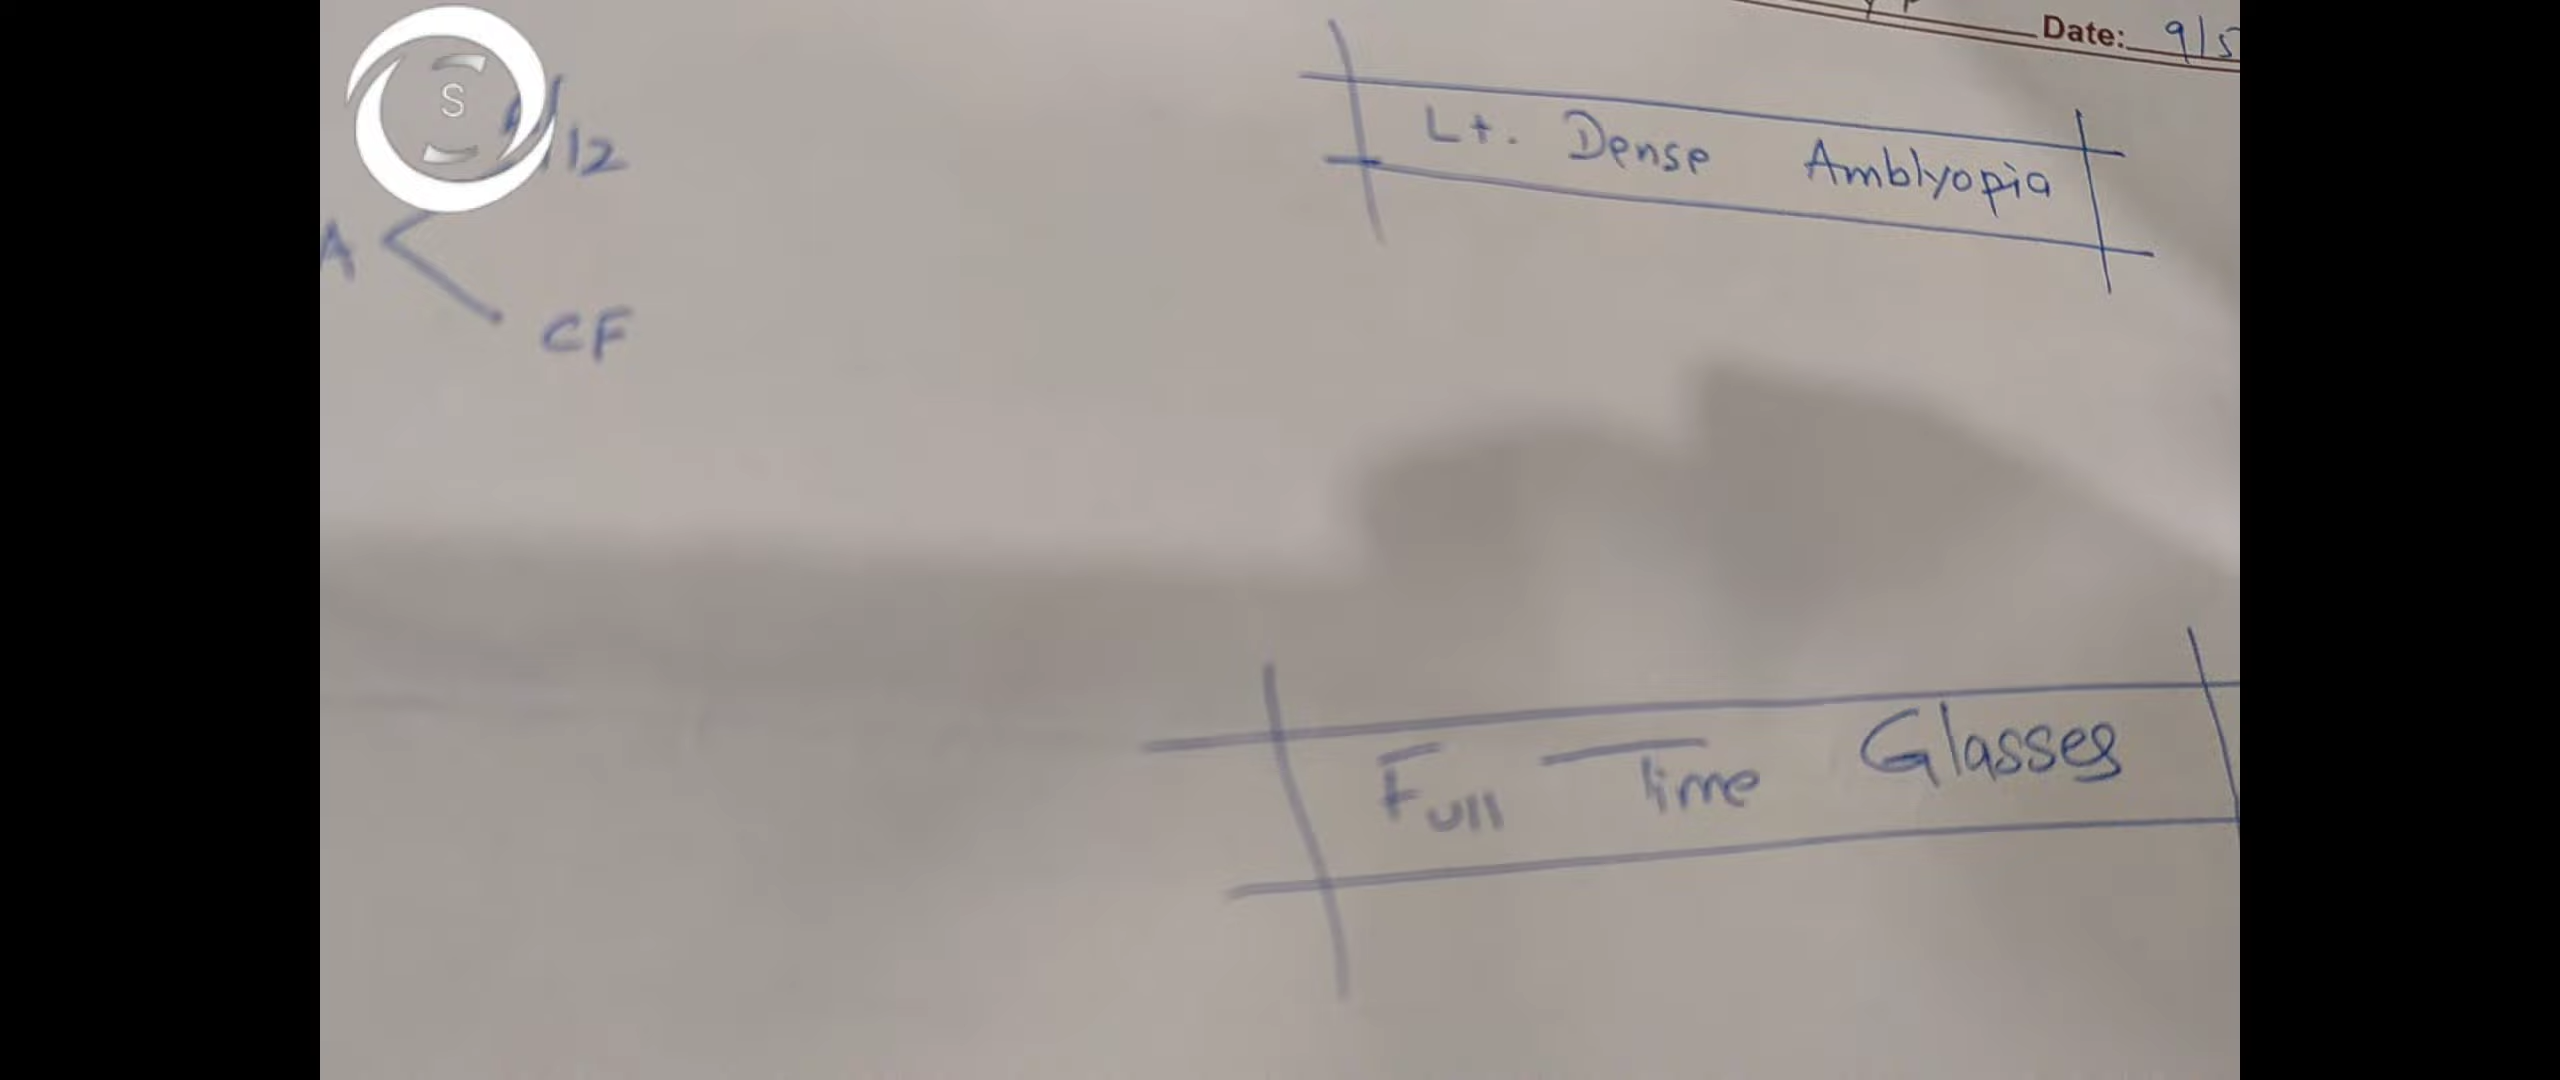 Date: 9/5
Lt. Dense Amblyopia
/12
A
CF
Full Time Glasses
S